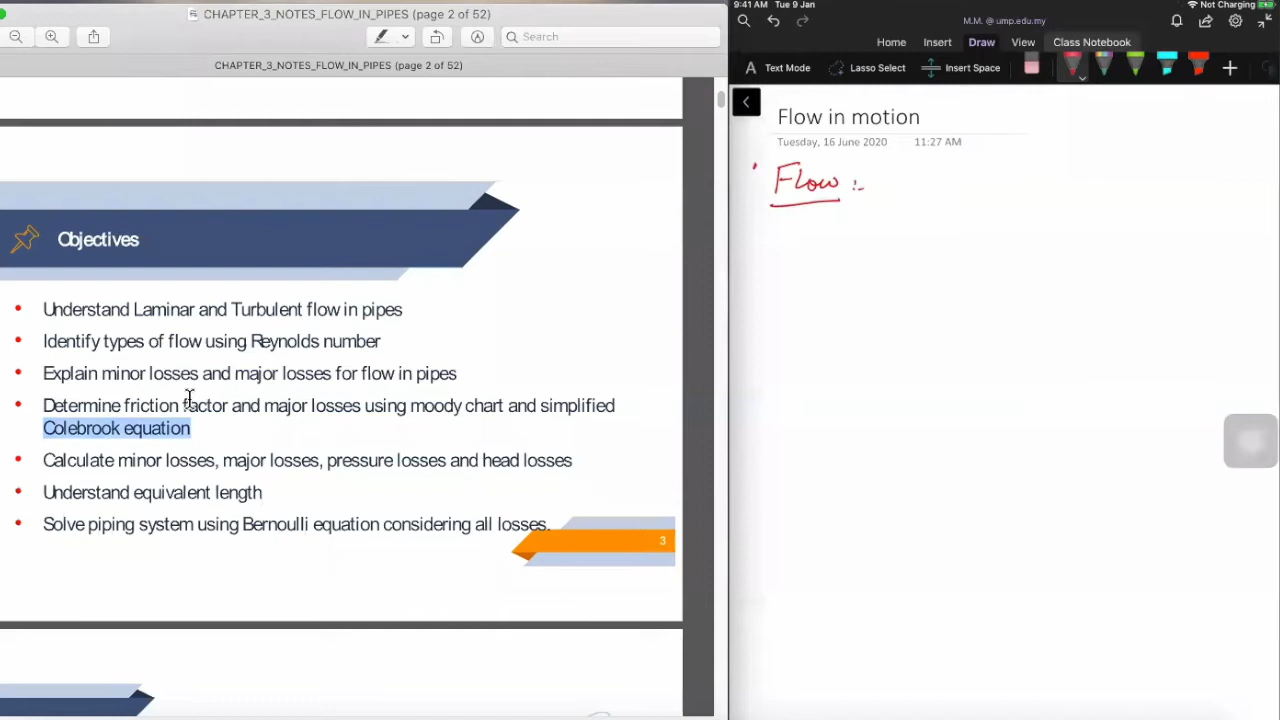 CHAPTER_3_NOTES_FLOW_IN_PIPES (page 2 of 52)
Search
CHAPTER_3_NOTES_FLOW_IN_PIPES (page 2 of 52)
Objectives
• Understand Laminar and Turbulent flow in pipes
• Identify types of flow using Reynolds number
• Explain minor losses and major losses for flow in pipes
• Determine friction factor and major losses using moody chart and simplified
Colebrook equation
• Calculate minor losses, major losses, pressure losses and head losses
• Understand equivalent length
• Solve piping system using Bernoulli equation considering all losses.
3
9:41 AM Tue 9 Jan
Not Charging
M.M. @ ump.edu.my
Home Insert Draw View Class Notebook
A Text Mode Lasso Select Insert Space
Flow in motion
Tuesday, 16 June 2020 11:27 AM
Flow :-